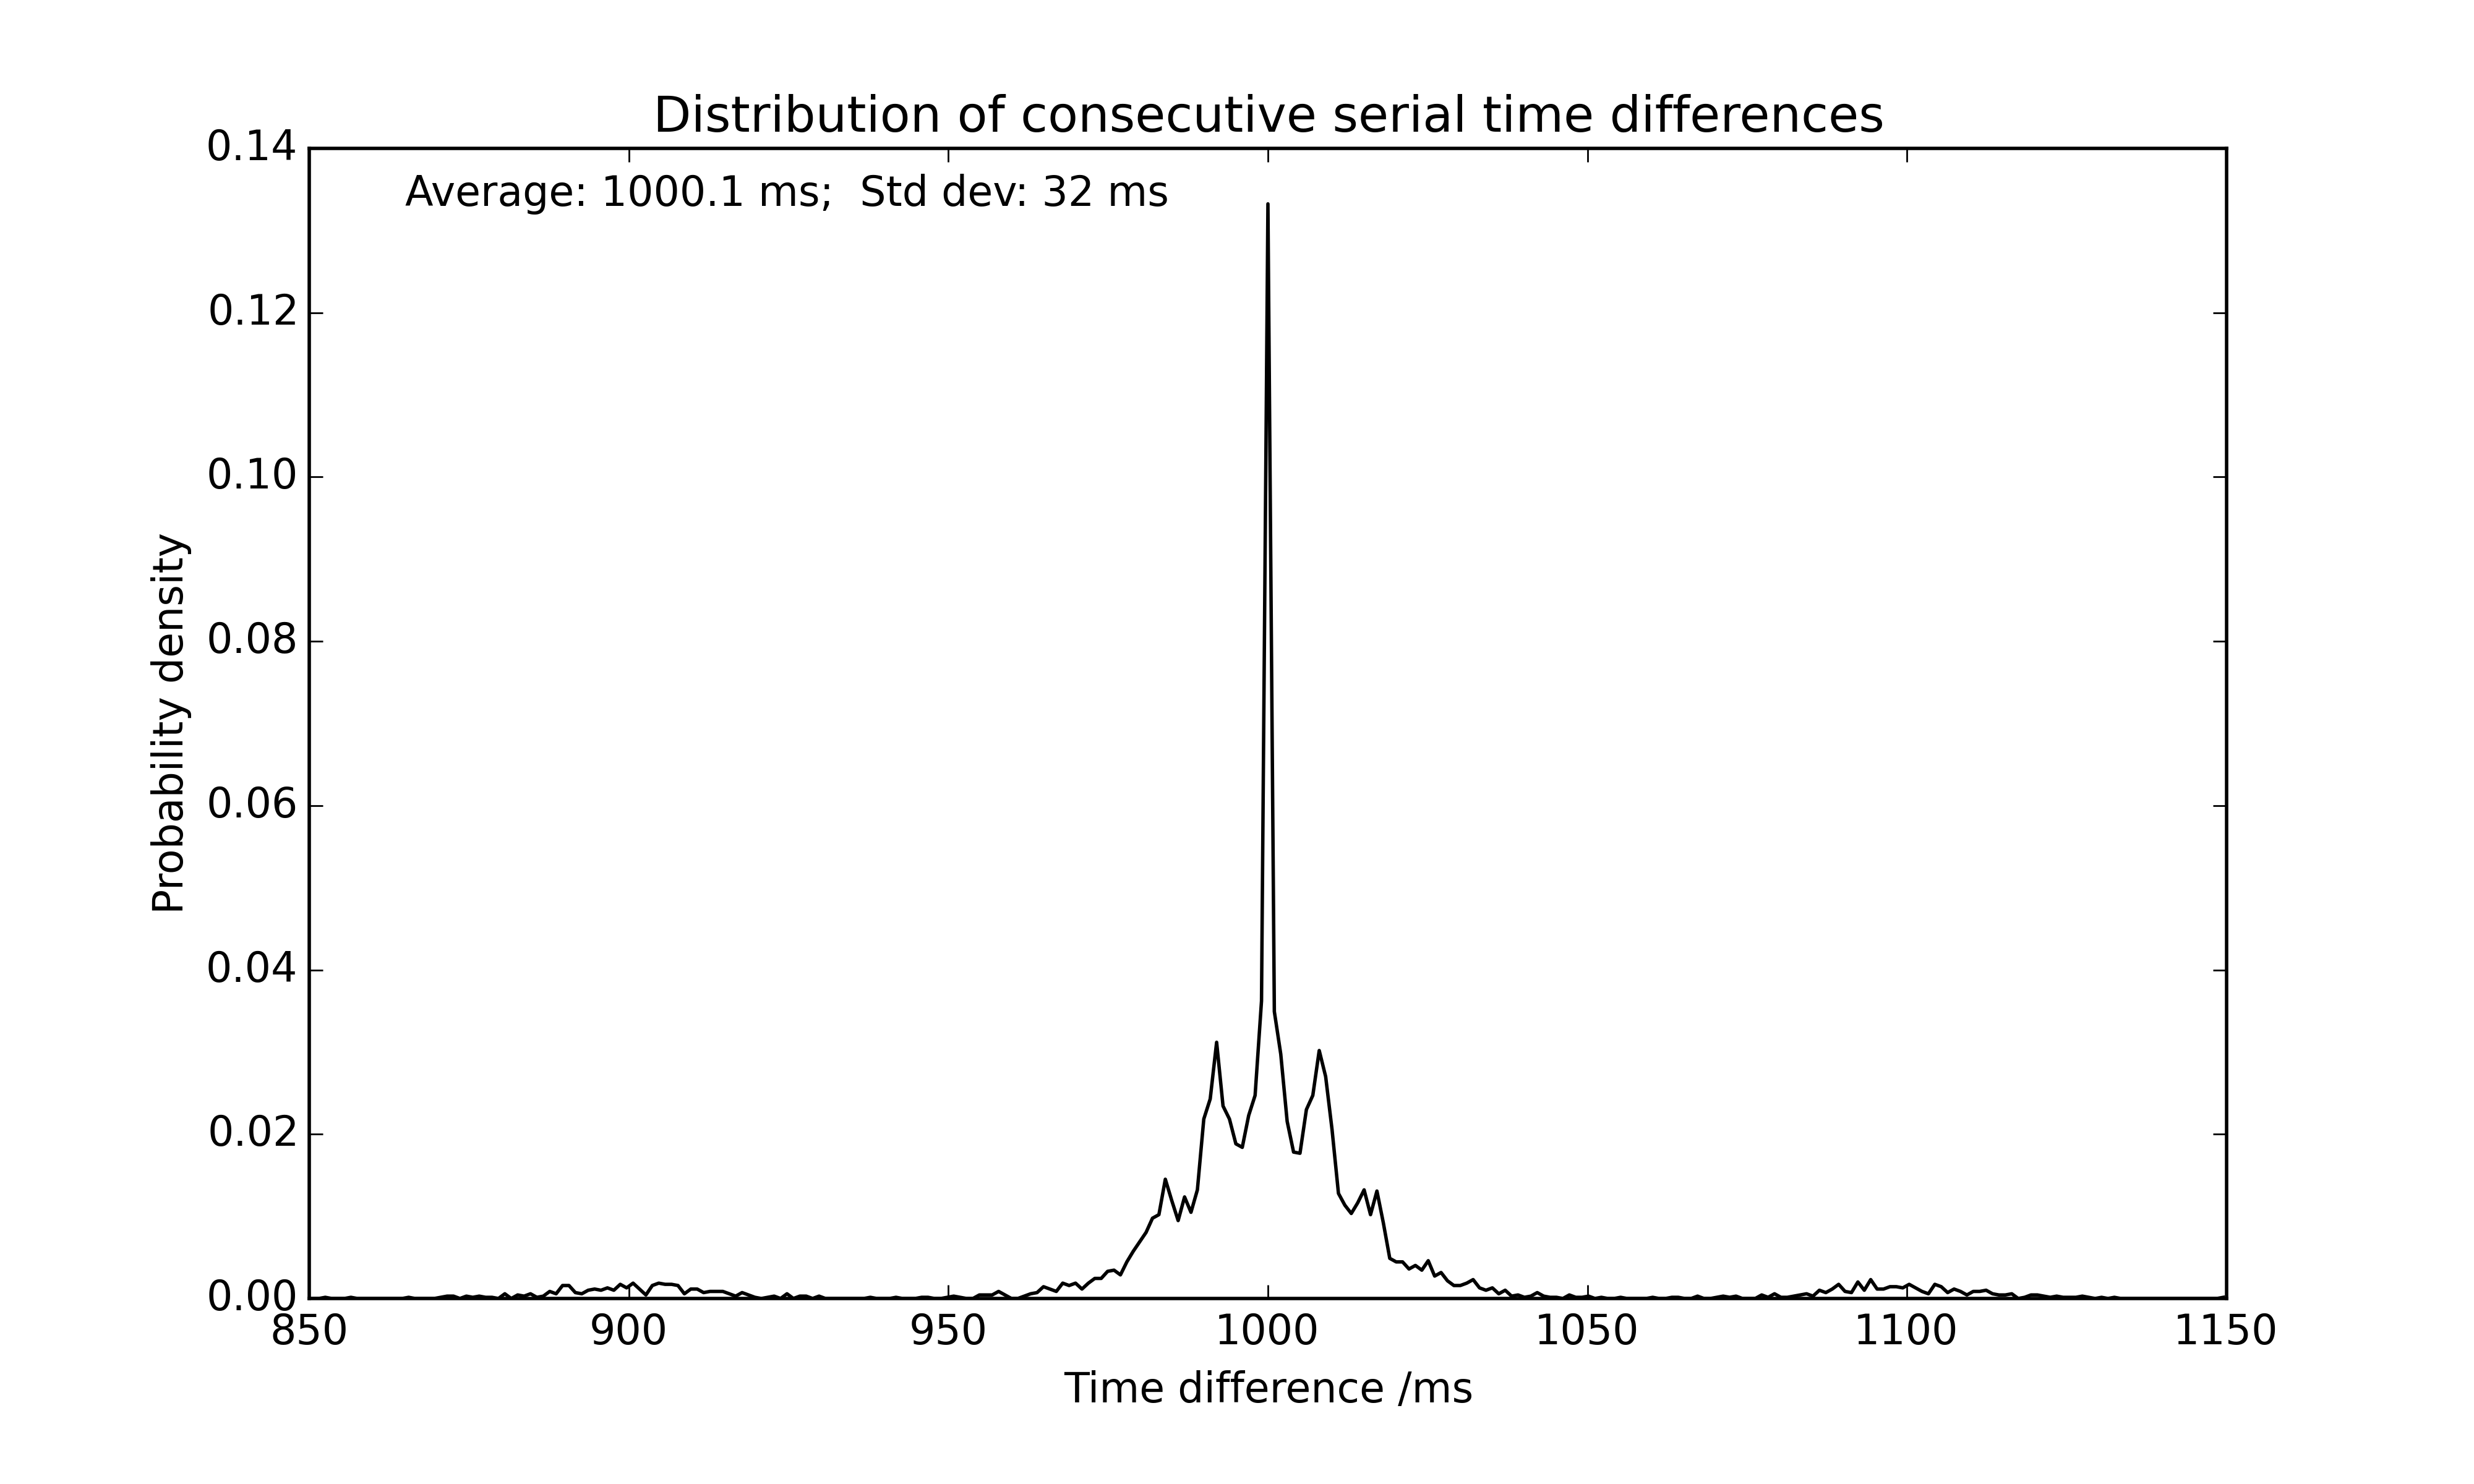 Distribution of consecutive serial time differences
Average: 1000.1 ms;  Std dev: 32 ms
0.14
0.12
0.10
0.08
0.06
0.04
0.02
0.00
Probability density
850 900 950 1000 1050 1100 1150
Time difference /ms